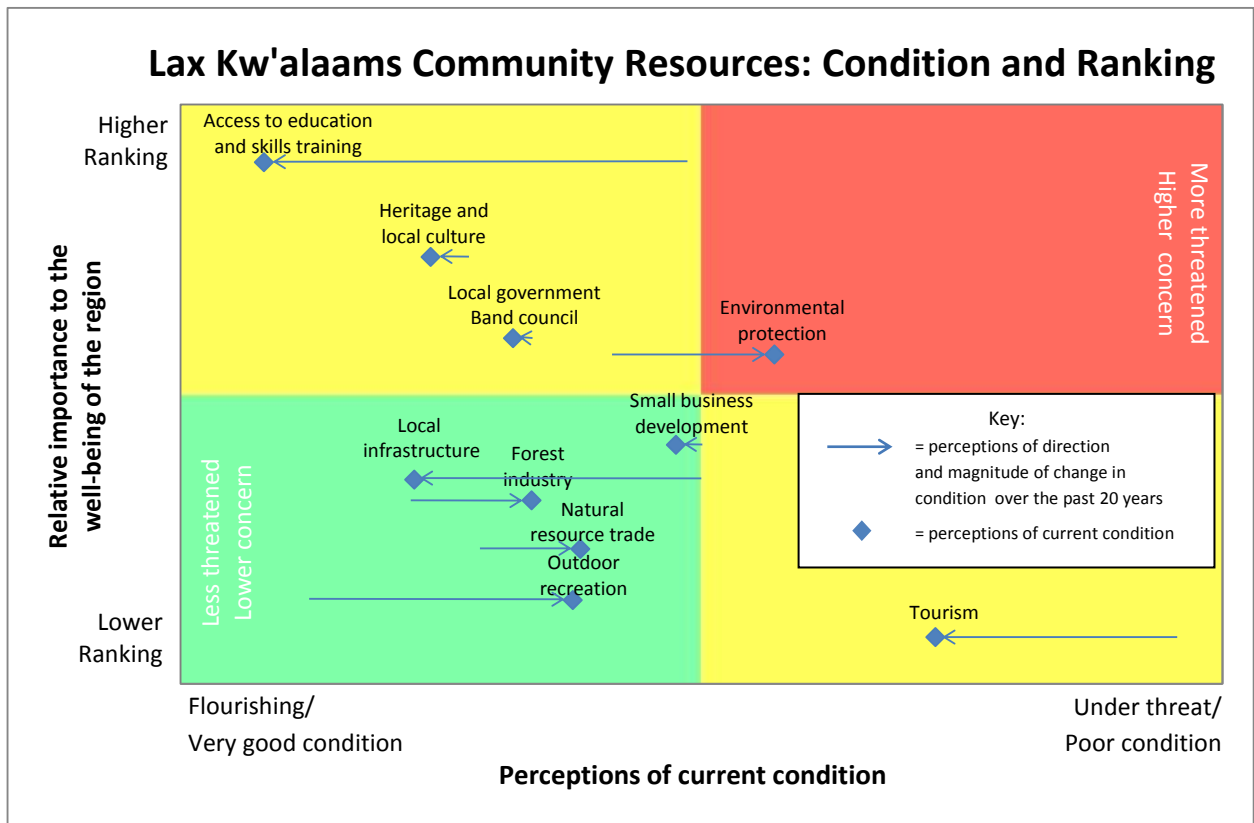 Lax Kw'alaams Community Resources: Condition and Ranking
Higher
Ranking
Relative importance to the
well-being of the region
Lower
Ranking
Access to education
and skills training
Heritage and
local culture
Local government
Band council
Environmental
protection
More threatened
Higher concern
Small business
development
Local
infrastructure
Forest
industry
Natural
resource trade
Outdoor
recreation
Less threatened
Lower concern
Tourism
Key:
= perceptions of direction
and magnitude of change in
condition over the past 20 years
= perceptions of current condition
Flourishing/
Very good condition
Under threat/
Poor condition
Perceptions of current condition